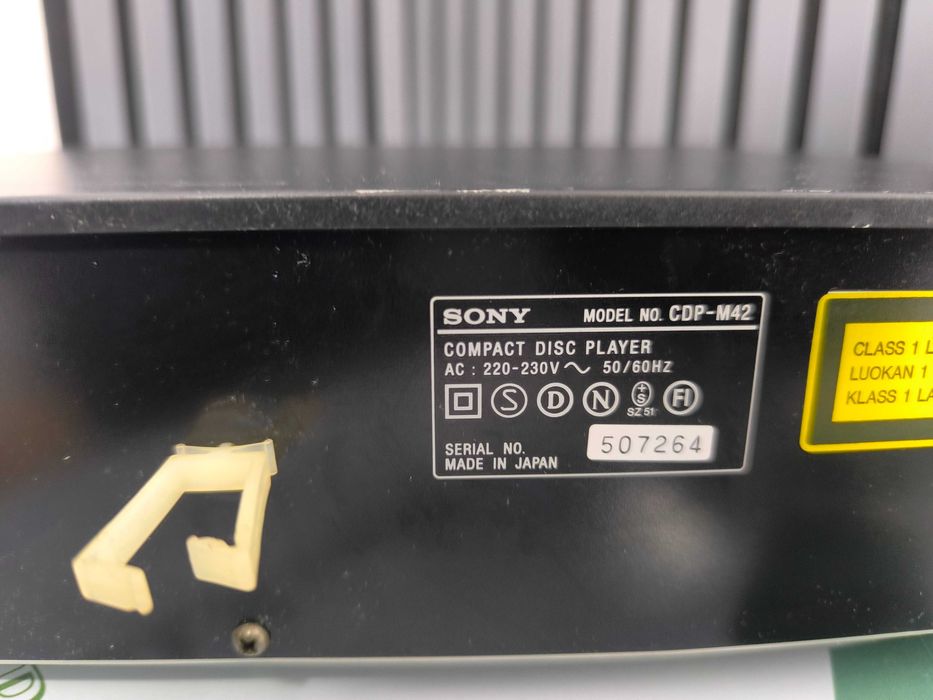 SONY MODEL NO. CDP-M42
COMPACT DISC PLAYER
AC : 220-230V～ 50/60HZ
S D N +S FI
SZ 51
SERIAL NO. 507264
MADE IN JAPAN
CLASS 1 L
LUOKAN 1
KLASS 1 LA
D